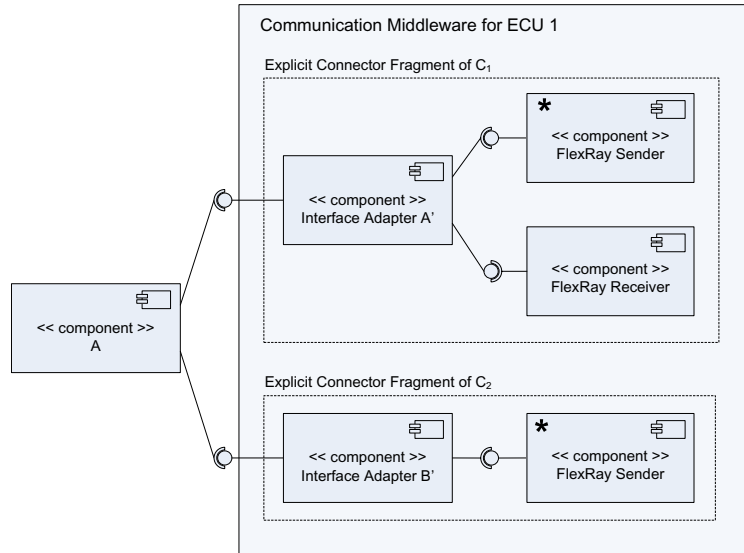 Communication Middleware for ECU 1
Explicit Connector Fragment of C₁
*
<< component >>
FlexRay Sender
<< component >>
Interface Adapter A’
<< component >>
FlexRay Receiver
<< component >>
A
Explicit Connector Fragment of C₂
<< component >>
Interface Adapter B’
*
<< component >>
FlexRay Sender